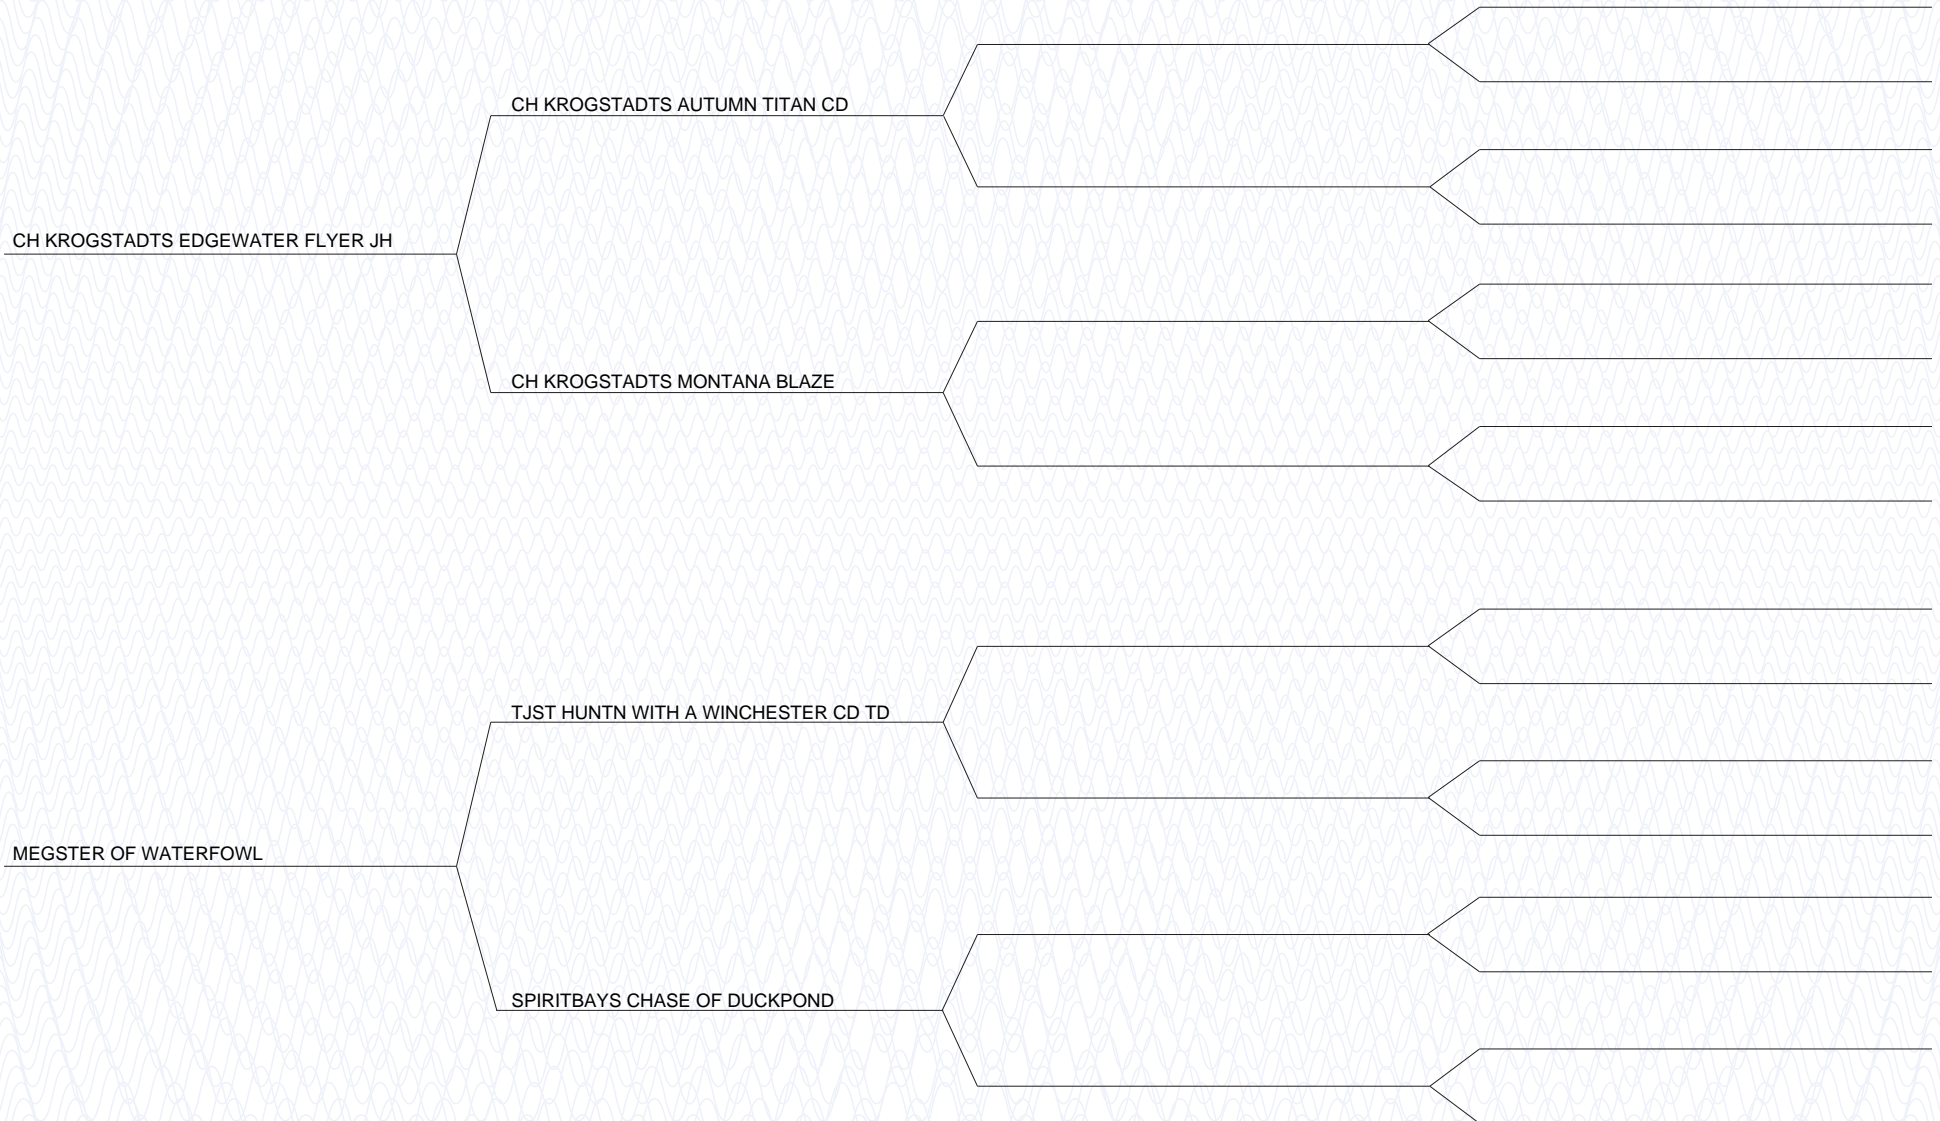 CH KROGSTADTS AUTUMN TITAN CD
CH KROGSTADTS EDGEWATER FLYER JH
CH KROGSTADTS MONTANA BLAZE
TJST HUNTN WITH A WINCHESTER CD TD
MEGSTER OF WATERFOWL
SPIRITBAYS CHASE OF DUCKPOND